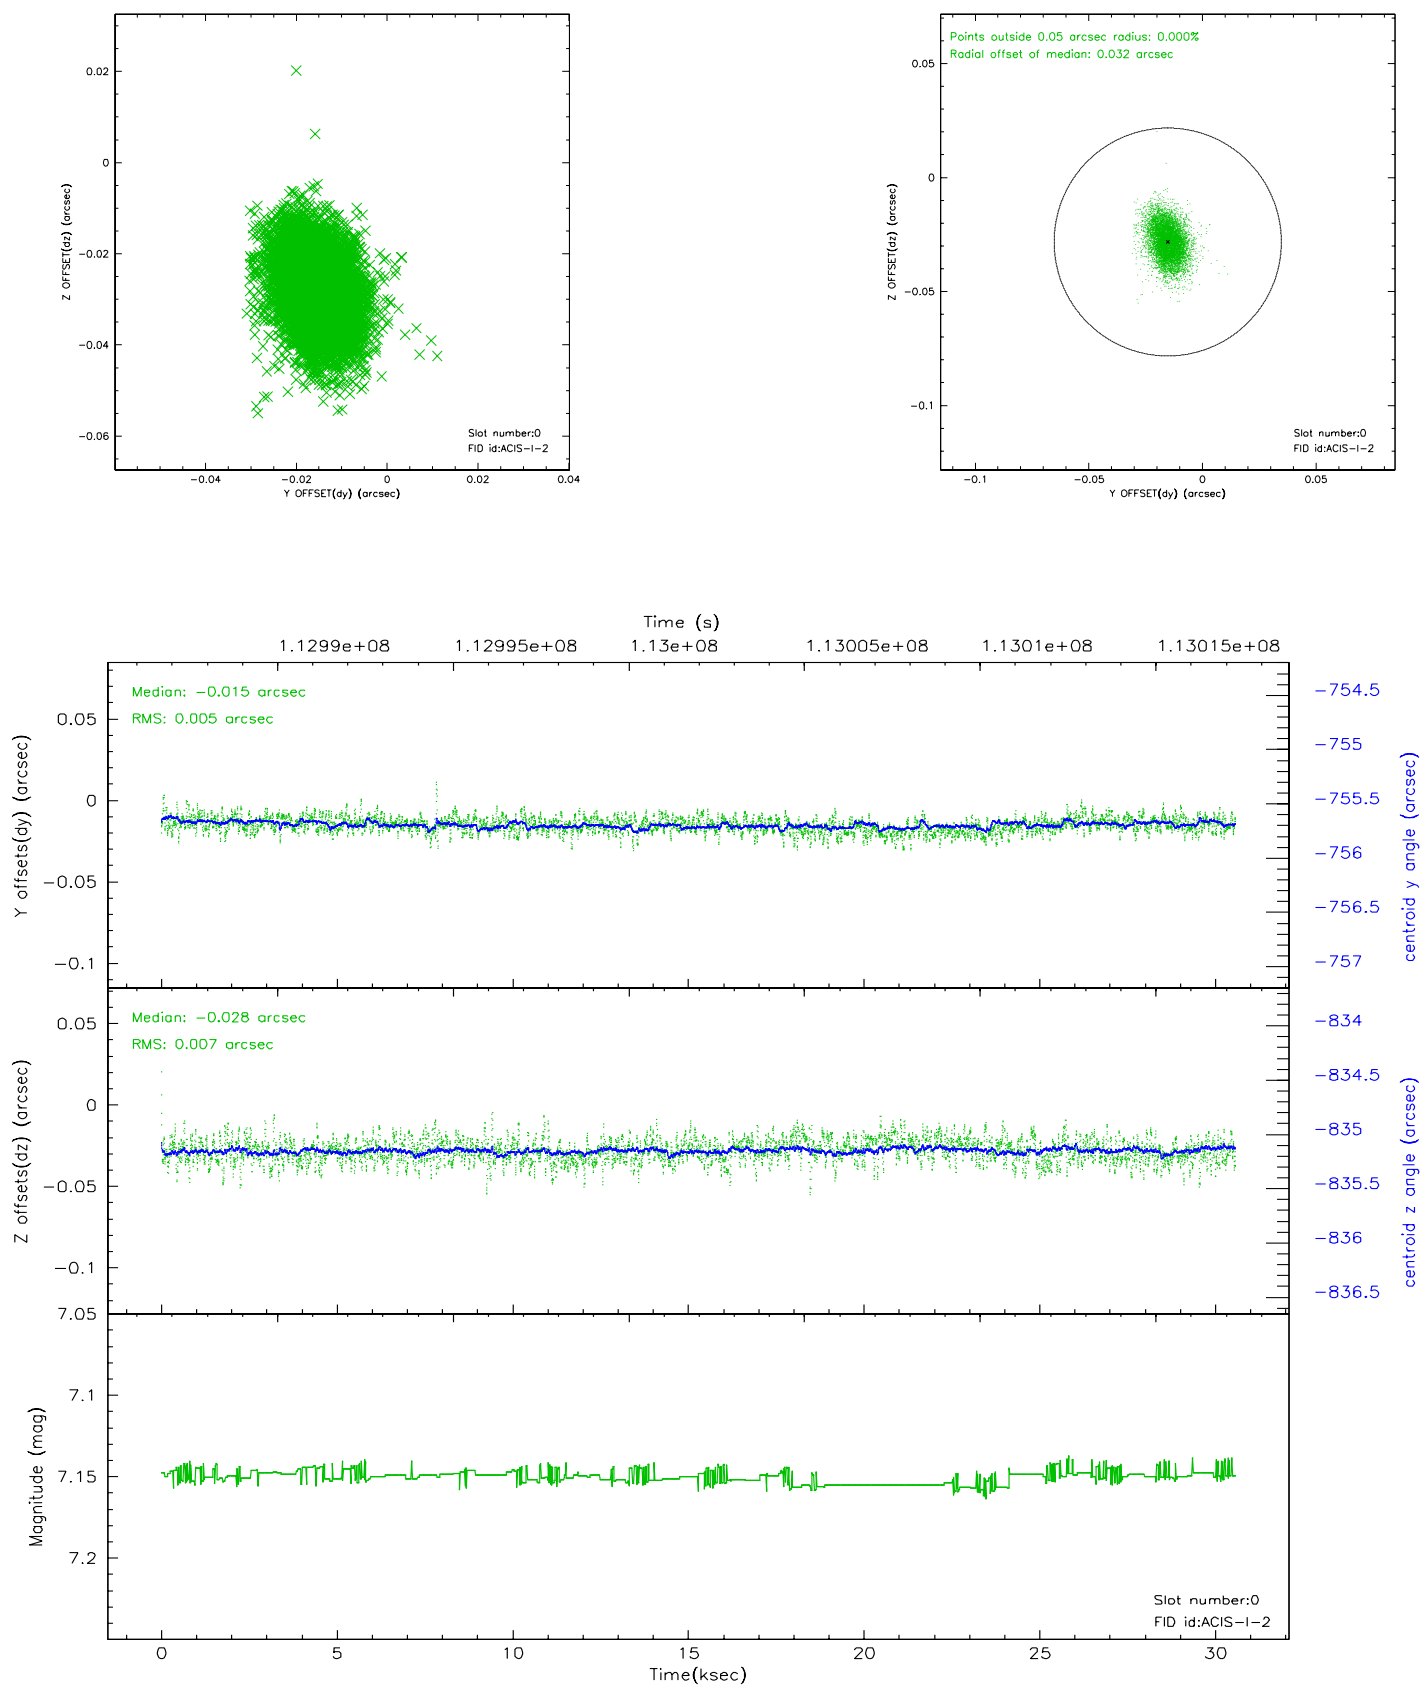 0.02
0
−0.02
−0.04
−0.06
Z OFFSET(dz) (arcsec)
Slot number:0
FID id:ACIS−I−2
−0.04
−0.02
0
0.02
0.04
Y OFFSET(dy) (arcsec)
Points outside 0.05 arcsec radius: 0.000%
Radial offset of median: 0.032 arcsec
0.05
0
−0.05
−0.1
Z OFFSET(dz) (arcsec)
Slot number:0
FID id:ACIS−I−2
−0.1
−0.05
0
0.05
Y OFFSET(dy) (arcsec)
Time (s)
1.1299e+08
1.12995e+08
1.13e+08
1.13005e+08
1.1301e+08
1.13015e+08
Median: −0.015 arcsec
RMS: 0.005 arcsec
0.05
0
−0.05
−0.1
Y offsets(dy) (arcsec)
−754.5
−755
−755.5
−756
−756.5
−757
centroid y angle (arcsec)
Median: −0.028 arcsec
RMS: 0.007 arcsec
0.05
0
−0.05
−0.1
Z offsets(dz) (arcsec)
−834
−834.5
−835
−835.5
−836
−836.5
centroid z angle (arcsec)
7.05
7.1
7.15
7.2
Magnitude (mag)
Slot number:0
FID id:ACIS−I−2
0
5
10
15
20
25
30
Time(ksec)